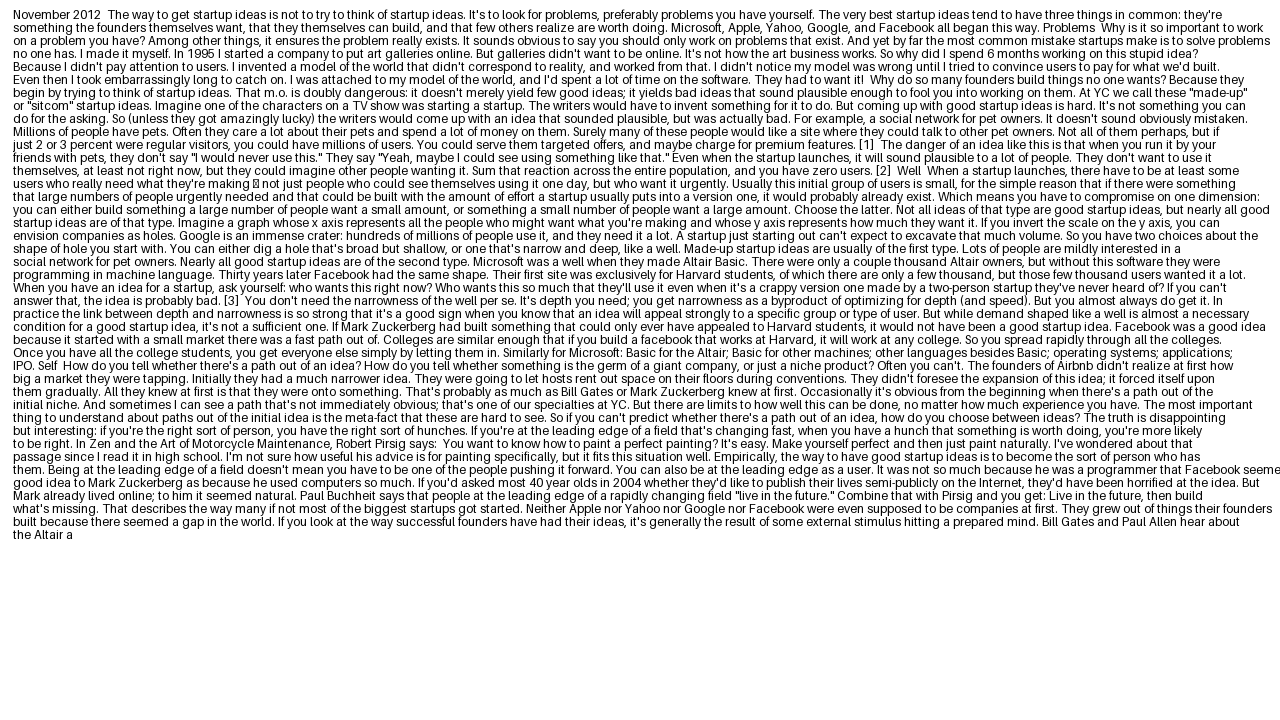 November 2012  The way to get startup ideas is not to try to think of startup ideas. It's to look for problems, preferably problems you have yourself. The very best startup ideas tend to have three things in common: they're
something the founders themselves want, that they themselves can build, and that few others realize are worth doing. Microsoft, Apple, Yahoo, Google, and Facebook all began this way. Problems  Why is it so important to work
on a problem you have? Among other things, it ensures the problem really exists. It sounds obvious to say you should only work on problems that exist. And yet by far the most common mistake startups make is to solve problems
no one has. I made it myself. In 1995 I started a company to put art galleries online. But galleries didn't want to be online. It's not how the art business works. So why did I spend 6 months working on this stupid idea?
Because I didn't pay attention to users. I invented a model of the world that didn't correspond to reality, and worked from that. I didn't notice my model was wrong until I tried to convince users to pay for what we'd built.
Even then I took embarrassingly long to catch on. I was attached to my model of the world, and I'd spent a lot of time on the software. They had to want it!  Why do so many founders build things no one wants? Because they
begin by trying to think of startup ideas. That m.o. is doubly dangerous: it doesn't merely yield few good ideas; it yields bad ideas that sound plausible enough to fool you into working on them. At YC we call these "made-up"
or "sitcom" startup ideas. Imagine one of the characters on a TV show was starting a startup. The writers would have to invent something for it to do. But coming up with good startup ideas is hard. It's not something you can
do for the asking. So (unless they got amazingly lucky) the writers would come up with an idea that sounded plausible, but was actually bad. For example, a social network for pet owners. It doesn't sound obviously mistaken.
Millions of people have pets. Often they care a lot about their pets and spend a lot of money on them. Surely many of these people would like a site where they could talk to other pet owners. Not all of them perhaps, but if
just 2 or 3 percent were regular visitors, you could have millions of users. You could serve them targeted offers, and maybe charge for premium features. [1]  The danger of an idea like this is that when you run it by your
friends with pets, they don't say "I would never use this." They say "Yeah, maybe I could see using something like that." Even when the startup launches, it will sound plausible to a lot of people. They don't want to use it
themselves, at least not right now, but they could imagine other people wanting it. Sum that reaction across the entire population, and you have zero users. [2]  Well  When a startup launches, there have to be at least some
users who really need what they're making not just people who could see themselves using it one day, but who want it urgently. Usually this initial group of users is small, for the simple reason that if there were something
that large numbers of people urgently needed and that could be built with the amount of effort a startup usually puts into a version one, it would probably already exist. Which means you have to compromise on one dimension:
you can either build something a large number of people want a small amount, or something a small number of people want a large amount. Choose the latter. Not all ideas of that type are good startup ideas, but nearly all good
startup ideas are of that type. Imagine a graph whose x axis represents all the people who might want what you're making and whose y axis represents how much they want it. If you invert the scale on the y axis, you can
envision companies as holes. Google is an immense crater: hundreds of millions of people use it, and they need it a lot. A startup just starting out can't expect to excavate that much volume. So you have two choices about the
shape of hole you start with. You can either dig a hole that's broad but shallow, or one that's narrow and deep, like a well. Made-up startup ideas are usually of the first type. Lots of people are mildly interested in a
social network for pet owners. Nearly all good startup ideas are of the second type. Microsoft was a well when they made Altair Basic. There were only a couple thousand Altair owners, but without this software they were
programming in machine language. Thirty years later Facebook had the same shape. Their first site was exclusively for Harvard students, of which there are only a few thousand, but those few thousand users wanted it a lot.
When you have an idea for a startup, ask yourself: who wants this right now? Who wants this so much that they'll use it even when it's a crappy version one made by a two-person startup they've never heard of? If you can't
answer that, the idea is probably bad. [3]  You don't need the narrowness of the well per se. It's depth you need; you get narrowness as a byproduct of optimizing for depth (and speed). But you almost always do get it. In
practice the link between depth and narrowness is so strong that it's a good sign when you know that an idea will appeal strongly to a specific group or type of user. But while demand shaped like a well is almost a necessary
condition for a good startup idea, it's not a sufficient one. If Mark Zuckerberg had built something that could only ever have appealed to Harvard students, it would not have been a good startup idea. Facebook was a good idea
because it started with a small market there was a fast path out of. Colleges are similar enough that if you build a facebook that works at Harvard, it will work at any college. So you spread rapidly through all the colleges.
Once you have all the college students, you get everyone else simply by letting them in. Similarly for Microsoft: Basic for the Altair; Basic for other machines; other languages besides Basic; operating systems; applications;
IPO. Self  How do you tell whether there's a path out of an idea? How do you tell whether something is the germ of a giant company, or just a niche product? Often you can't. The founders of Airbnb didn't realize at first how
big a market they were tapping. Initially they had a much narrower idea. They were going to let hosts rent out space on their floors during conventions. They didn't foresee the expansion of this idea; it forced itself upon
them gradually. All they knew at first is that they were onto something. That's probably as much as Bill Gates or Mark Zuckerberg knew at first. Occasionally it's obvious from the beginning when there's a path out of the
initial niche. And sometimes I can see a path that's not immediately obvious; that's one of our specialties at YC. But there are limits to how well this can be done, no matter how much experience you have. The most important
thing to understand about paths out of the initial idea is the meta-fact that these are hard to see. So if you can't predict whether there's a path out of an idea, how do you choose between ideas? The truth is disappointing
but interesting: if you're the right sort of person, you have the right sort of hunches. If you're at the leading edge of a field that's changing fast, when you have a hunch that something is worth doing, you're more likely
to be right. In Zen and the Art of Motorcycle Maintenance, Robert Pirsig says:  You want to know how to paint a perfect painting? It's easy. Make yourself perfect and then just paint naturally. I've wondered about that
passage since I read it in high school. I'm not sure how useful his advice is for painting specifically, but it fits this situation well. Empirically, the way to have good startup ideas is to become the sort of person who has
them. Being at the leading edge of a field doesn't mean you have to be one of the people pushing it forward. You can also be at the leading edge as a user. It was not so much because he was a programmer that Facebook seeme
good idea to Mark Zuckerberg as because he used computers so much. If you'd asked most 40 year olds in 2004 whether they'd like to publish their lives semi-publicly on the Internet, they'd have been horrified at the idea. But
Mark already lived online; to him it seemed natural. Paul Buchheit says that people at the leading edge of a rapidly changing field "live in the future." Combine that with Pirsig and you get: Live in the future, then build
what's missing. That describes the way many if not most of the biggest startups got started. Neither Apple nor Yahoo nor Google nor Facebook were even supposed to be companies at first. They grew out of things their founders
built because there seemed a gap in the world. If you look at the way successful founders have had their ideas, it's generally the result of some external stimulus hitting a prepared mind. Bill Gates and Paul Allen hear about
the Altair a